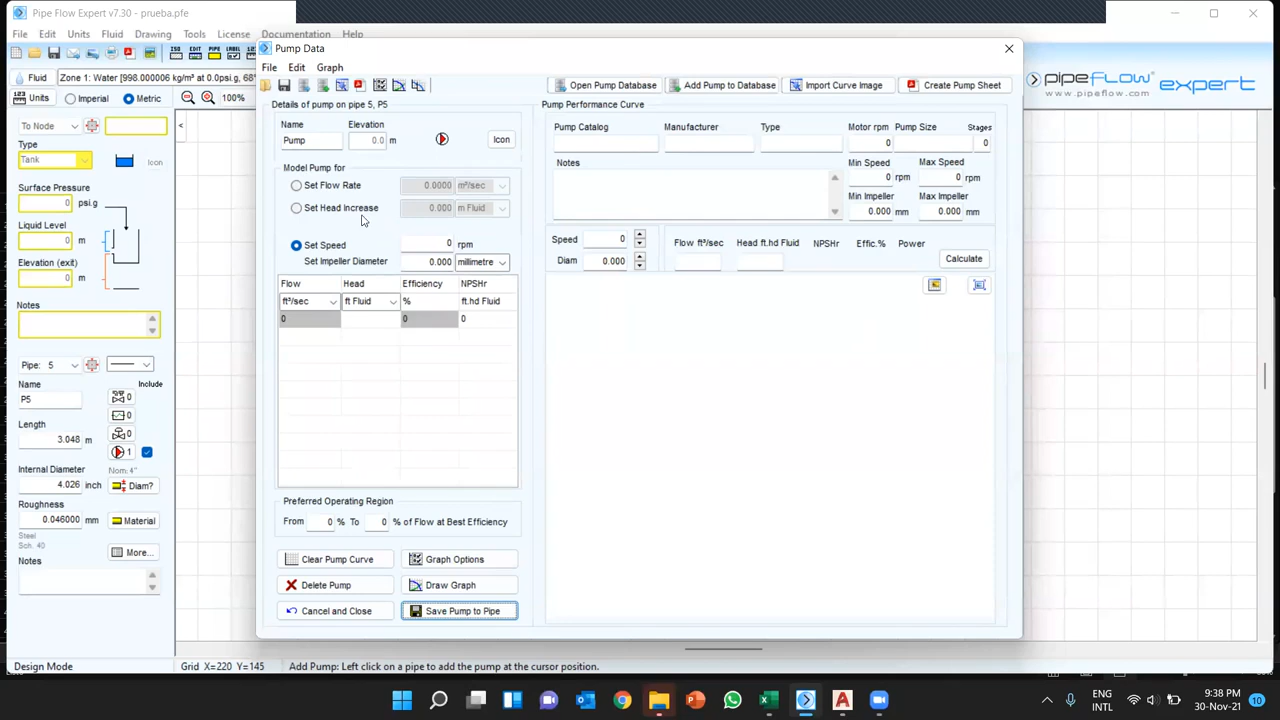 Pipe Flow Expert v7.30 - prueba.pfe
File Edit Units Fluid Drawing Tools License Documentation Help
Fluid Zone 1: Water [998.000006 kg/m³ at 0.0psi.g, 68°
Units Imperial Metric 100%
To Node
Type
Tank Icon
Surface Pressure
0 psi.g
Liquid Level
0 m
Elevation (exit)
0 m
Notes
Pipe: 5
Name Include
P5 0
0
Length
3.048 m 0
1
Internal Diameter Nom: 4"
4.026 inch Diam?
Roughness
0.046000 mm Material
Steel
Sch. 40
More...
Notes
Design Mode Grid X=220 Y=145 Add Pump: Left click on a pipe to add the pump at the cursor position.
Pump Data
File Edit Graph
Open Pump Database Add Pump to Database Import Curve Image Create Pump Sheet
Details of pump on pipe 5, P5
Name Elevation
Pump 0.0 m Icon
Model Pump for
Set Flow Rate 0.0000 m³/sec
Set Head Increase 0.000 m Fluid
Set Speed 0 rpm
Set Impeller Diameter 0.000 millimetre
Flow Head Efficiency NPSHr
ft³/sec ft Fluid % ft.hd Fluid
0 0 0
Preferred Operating Region
From 0 % To 0 % of Flow at Best Efficiency
Clear Pump Curve Graph Options
Delete Pump Draw Graph
Cancel and Close Save Pump to Pipe
Pump Performance Curve
Pump Catalog Manufacturer Type Motor rpm Pump Size Stages
0 0
Notes Min Speed Max Speed
0 rpm 0 rpm
Min Impeller Max Impeller
0.000 mm 0.000 mm
Speed 0 Flow ft³/sec Head ft.hd Fluid NPSHr Effic.% Power
Diam 0.000 Calculate
pipeflow expert
www.pipeflow.com
ENG
INTL
9:38 PM
30-Nov-21
10